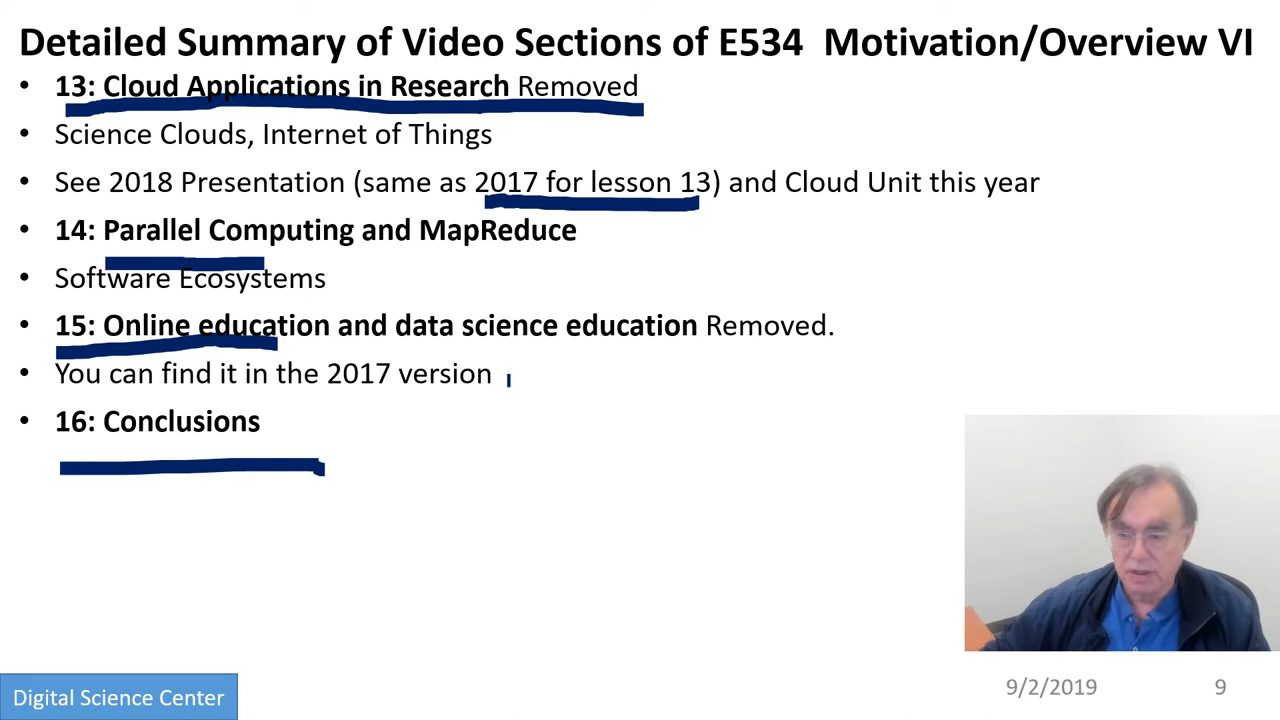 Detailed Summary of Video Sections of E534 Motivation/Overview VI
• 13: Cloud Applications in Research Removed
• Science Clouds, Internet of Things
• See 2018 Presentation (same as 2017 for lesson 13) and Cloud Unit this year
• 14: Parallel Computing and MapReduce
• Software Ecosystems
• 15: Online education and data science education Removed.
• You can find it in the 2017 version
• 16: Conclusions
Digital Science Center
9/2/2019
9